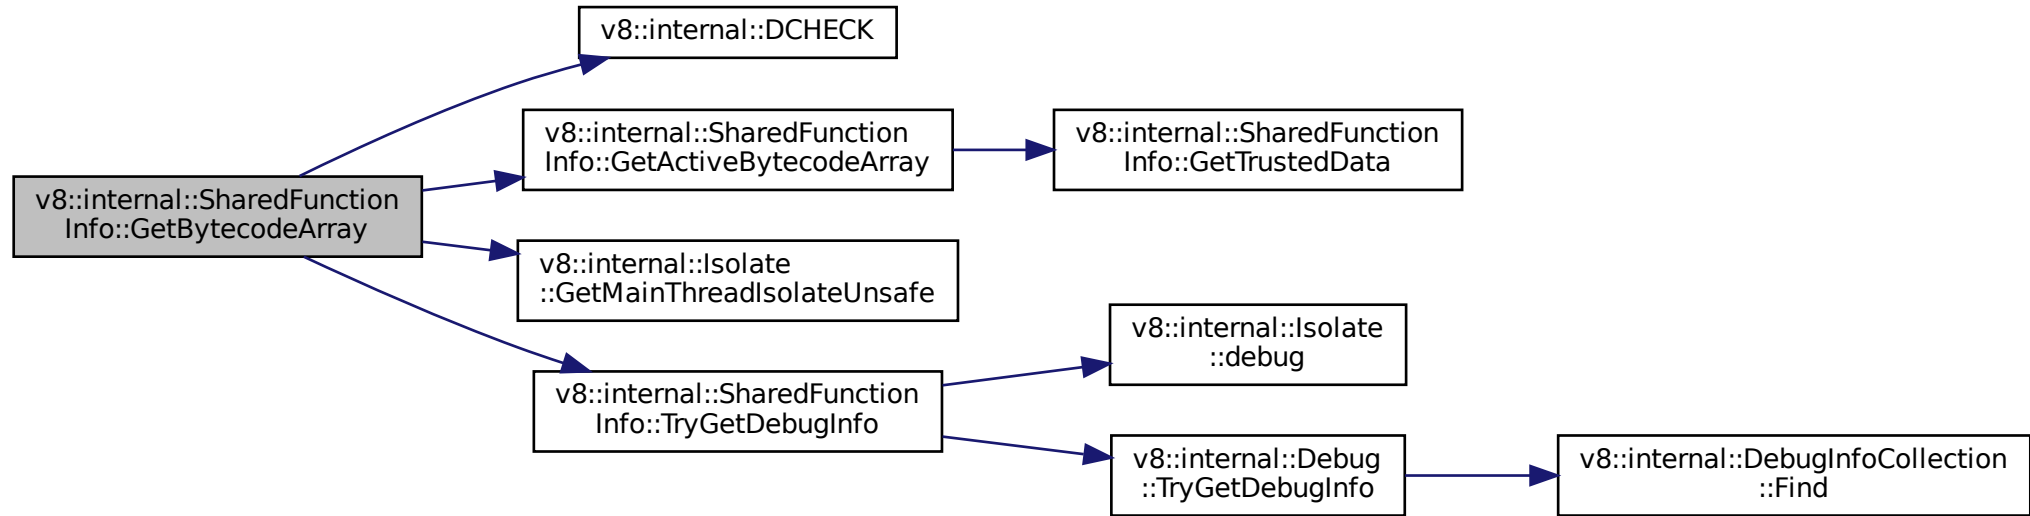 v8::internal::DCHECK
v8::internal::SharedFunction
Info::GetActiveBytecodeArray
v8::internal::SharedFunction
Info::GetTrustedData
v8::internal::SharedFunction
Info::GetBytecodeArray
v8::internal::Isolate
::GetMainThreadIsolateUnsafe
v8::internal::Isolate
::debug
v8::internal::SharedFunction
Info::TryGetDebugInfo
v8::internal::Debug
::TryGetDebugInfo
v8::internal::DebugInfoCollection
::Find